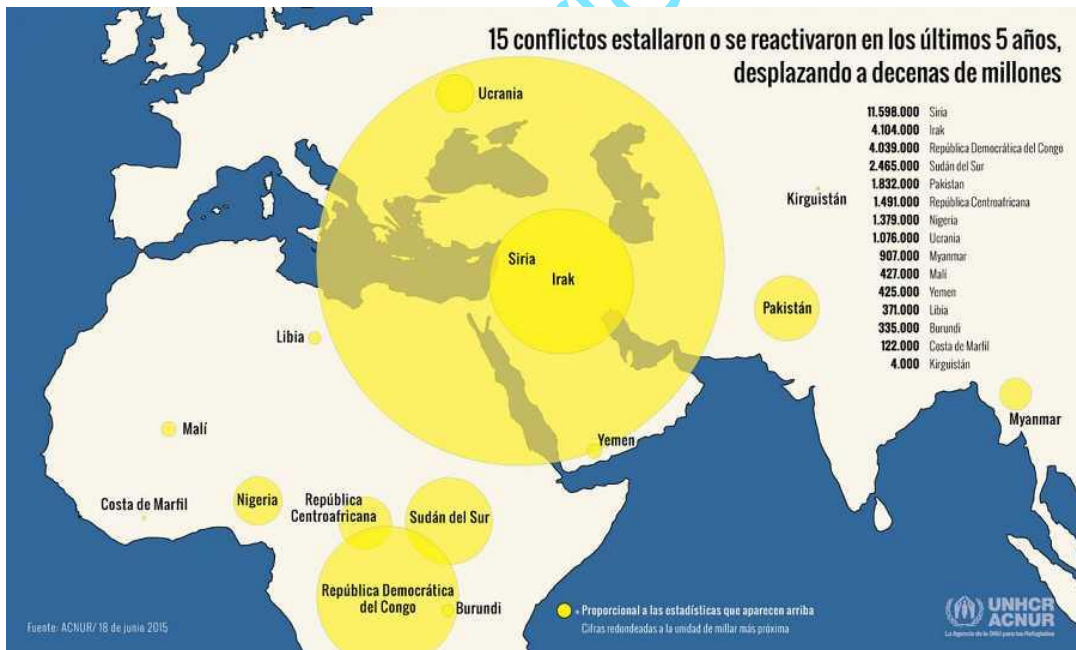 15 conflictos estallaron o se reactivaron en los últimos 5 años,
desplazando a decenas de millones
11.598.000 Siria
4.104.000 Irak
4.039.000 República Democrática del Congo
2.465.000 Sudán del Sur
1.832.000 Pakistan
1.491.000 República Centroafricana
1.379.000 Nigeria
1.076.000 Ucrania
907.000 Myanmar
427.000 Malí
425.000 Yemen
371.000 Libia
335.000 Burundi
122.000 Costa de Marfil
4.000 Kirguistán
Ucrania
Kirguistán
Siria
Irak
Pakistán
Libia
Myanmar
Malí
Yemen
Costa de Marfil
Nigeria
República
Centroafricana
Sudán del Sur
República Democrática
del Congo
Burundi
= Proporcional a las estadísticas que aparecen arriba
Cifras redondeadas a la unidad de millar más próxima
Fuente: ACNUR/ 18 de junio 2015
UNHCR
ACNUR
La Agencia de la ONU para los Refugiados